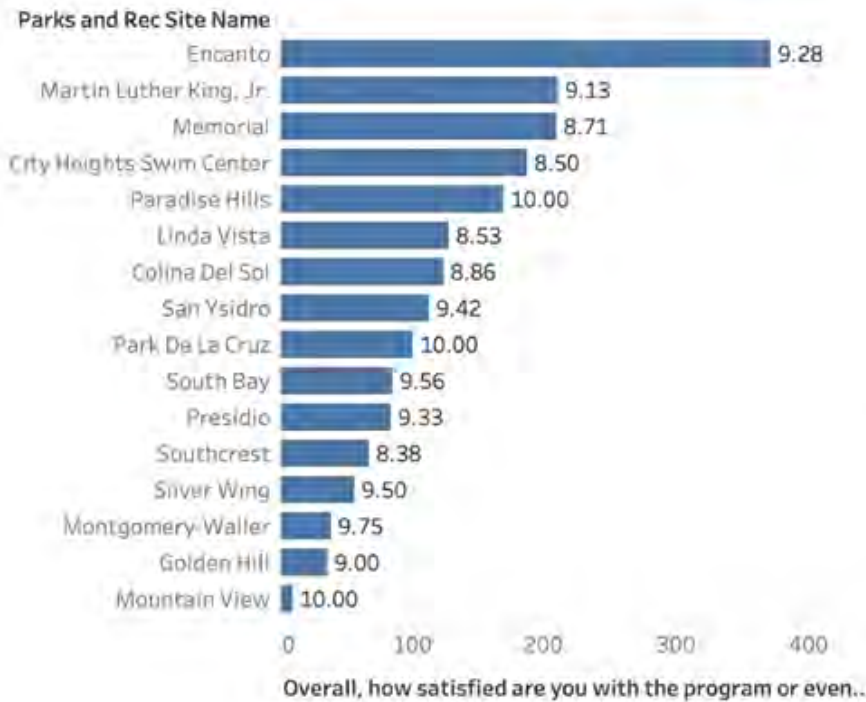 Parks and Rec Site Name
Encanto 9.28
Martin Luther King, Jr. 9.13
Memorial 8.71
City Heights Swim Center 8.50
Paradise Hills 10.00
Linda Vista 8.53
Colina Del Sol 8.86
San Ysidro 9.42
Park De La Cruz 10.00
South Bay 9.56
Presidio 9.33
Southcrest 8.38
Silver Wing 9.50
Montgomery-Waller 9.75
Golden Hill 9.00
Mountain View 10.00
0 100 200 300 400
Overall, how satisfied are you with the program or even..